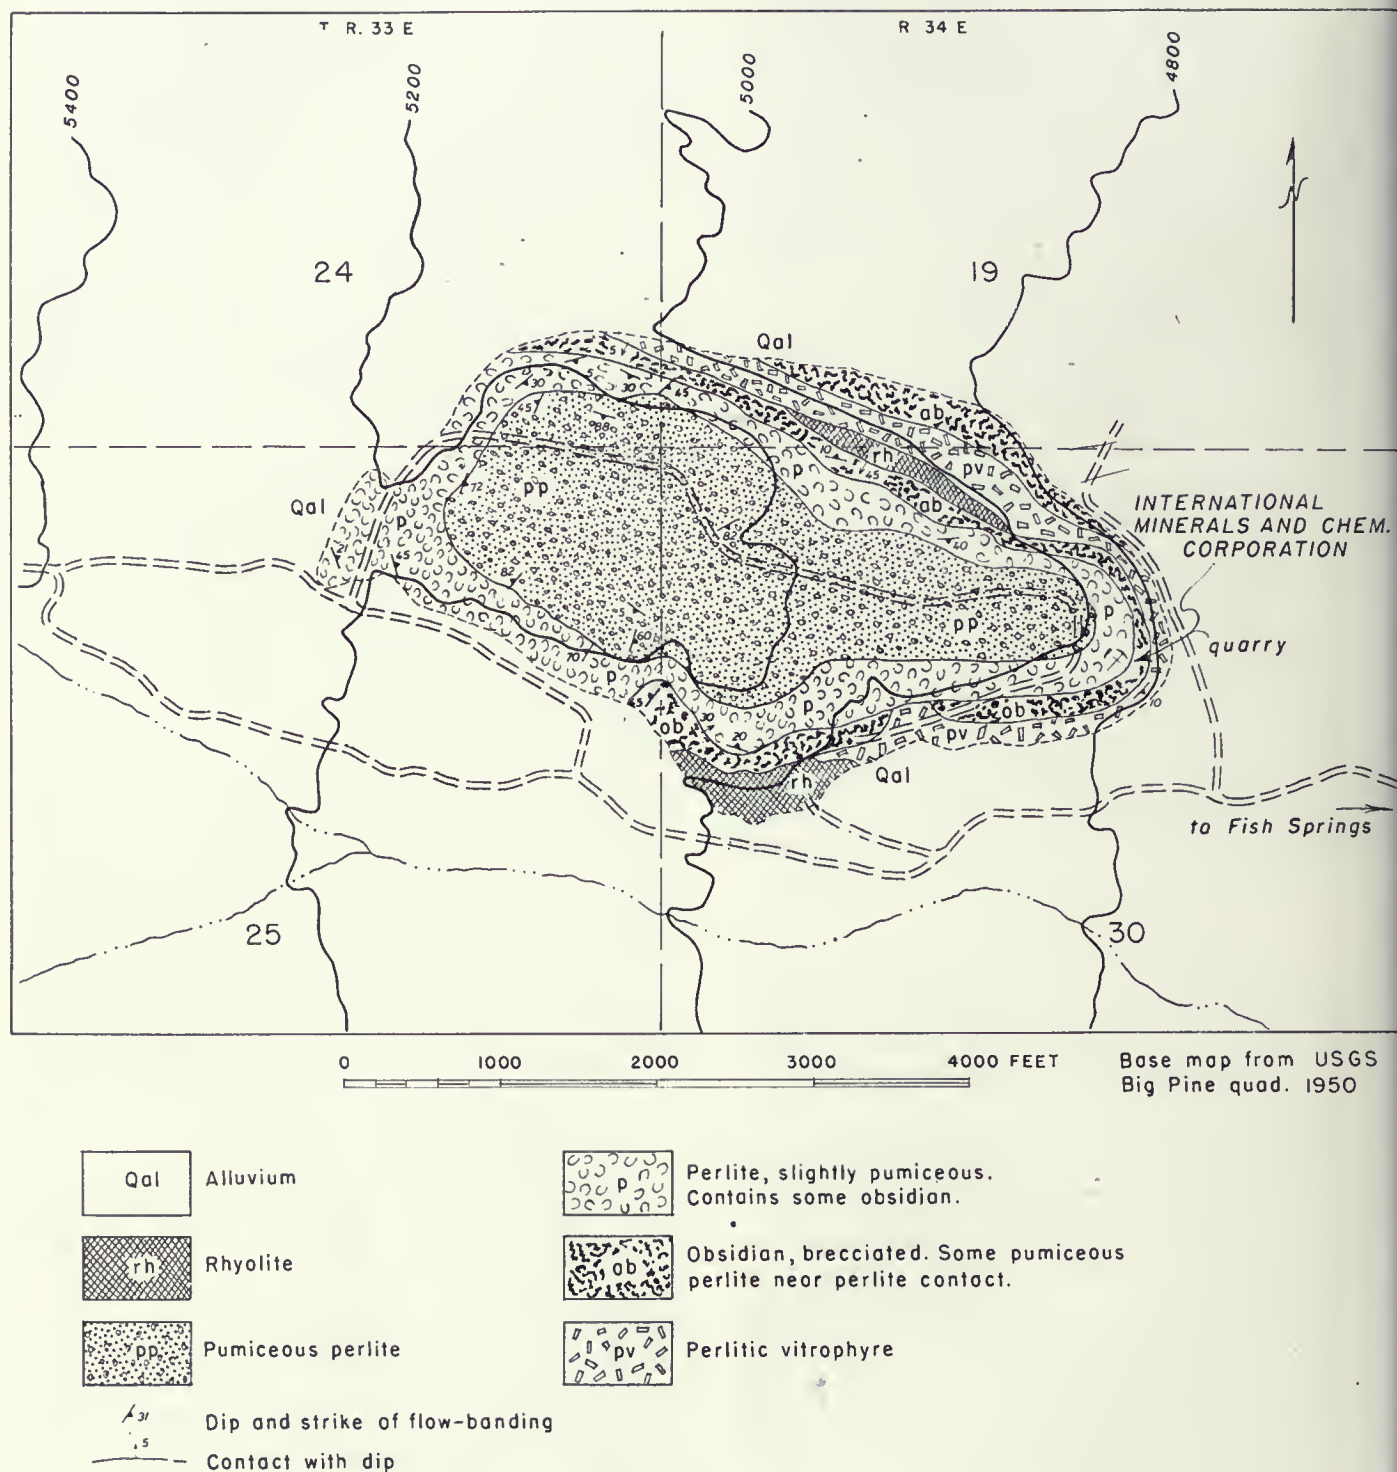 T R. 33 E
R 34 E
5400
5200
5000
4800
N
24
19
Qal
ab
rh
pv
p
pp
ab
Qal
p
INTERNATIONAL
MINERALS AND CHEM.
CORPORATION
p
pp
quarry
p
p
ob
ob
pv
rh
Qal
to Fish Springs
25
30
0 1000 2000 3000 4000 FEET
Base map from USGS
Big Pine quad. 1950
Qal Alluvium
rh Rhyolite
pp Pumiceous perlite
31 Dip and strike of flow-banding
5
Contact with dip
p Perlite, slightly pumiceous.
Contains some obsidian.
ob Obsidian, brecciated. Some pumiceous
perlite near perlite contact.
pv Perlitic vitrophyre